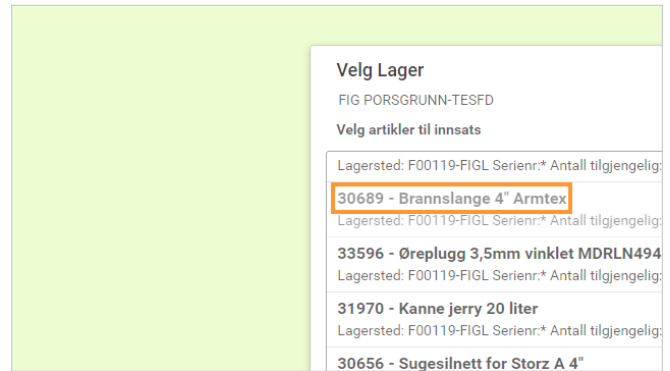 Velg Lager
FIG PORSGRUNN-TESFD
Velg artikler til innsats
Lagersted: F00119-FIGL Serienr:* Antall tilgjengelig:
30689 - Brannslange 4" Armtex
Lagersted: F00119-FIGL Serienr:* Antall tilgjengelig:
33596 - Øreplugg 3,5mm vinklet MDRLN494
Lagersted: F00119-FIGL Serienr:* Antall tilgjengelig:
31970 - Kanne jerry 20 liter
Lagersted: F00119-FIGL Serienr:* Antall tilgjengelig:
30656 - Sugesilnett for Storz A 4"